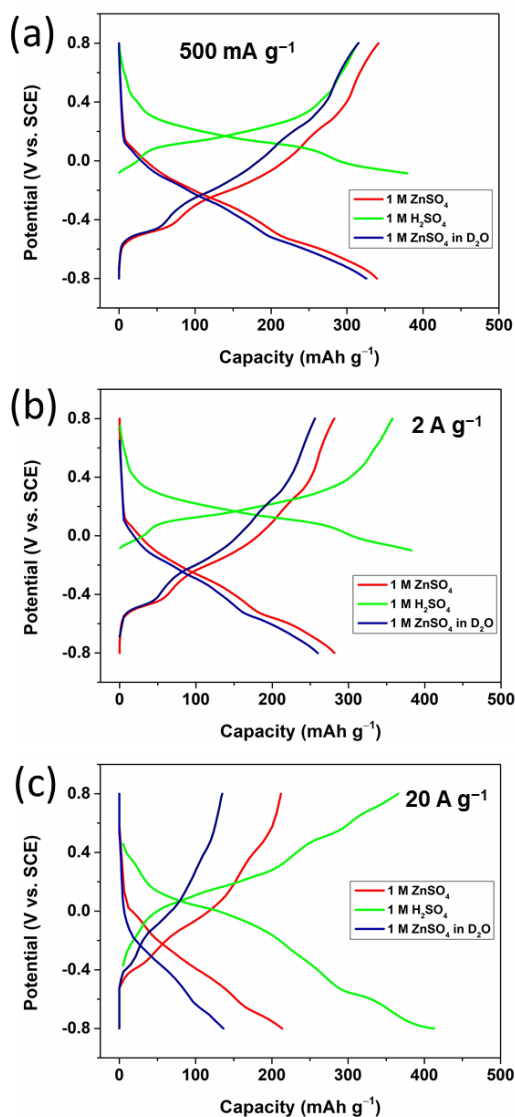 (a)
500 mA g⁻¹
Potential (V vs. SCE)
0.8
0.4
0.0
-0.4
-0.8
1 M ZnSO₄
1 M H₂SO₄
1 M ZnSO₄ in D₂O
0 100 200 300 400 500
Capacity (mAh g⁻¹)
(b)
2 A g⁻¹
Potential (V vs. SCE)
0.8
0.4
0.0
-0.4
-0.8
1 M ZnSO₄
1 M H₂SO₄
1 M ZnSO₄ in D₂O
0 100 200 300 400 500
Capacity (mAh g⁻¹)
(c)
20 A g⁻¹
Potential (V vs. SCE)
0.8
0.4
0.0
-0.4
-0.8
1 M ZnSO₄
1 M H₂SO₄
1 M ZnSO₄ in D₂O
0 100 200 300 400 500
Capacity (mAh g⁻¹)